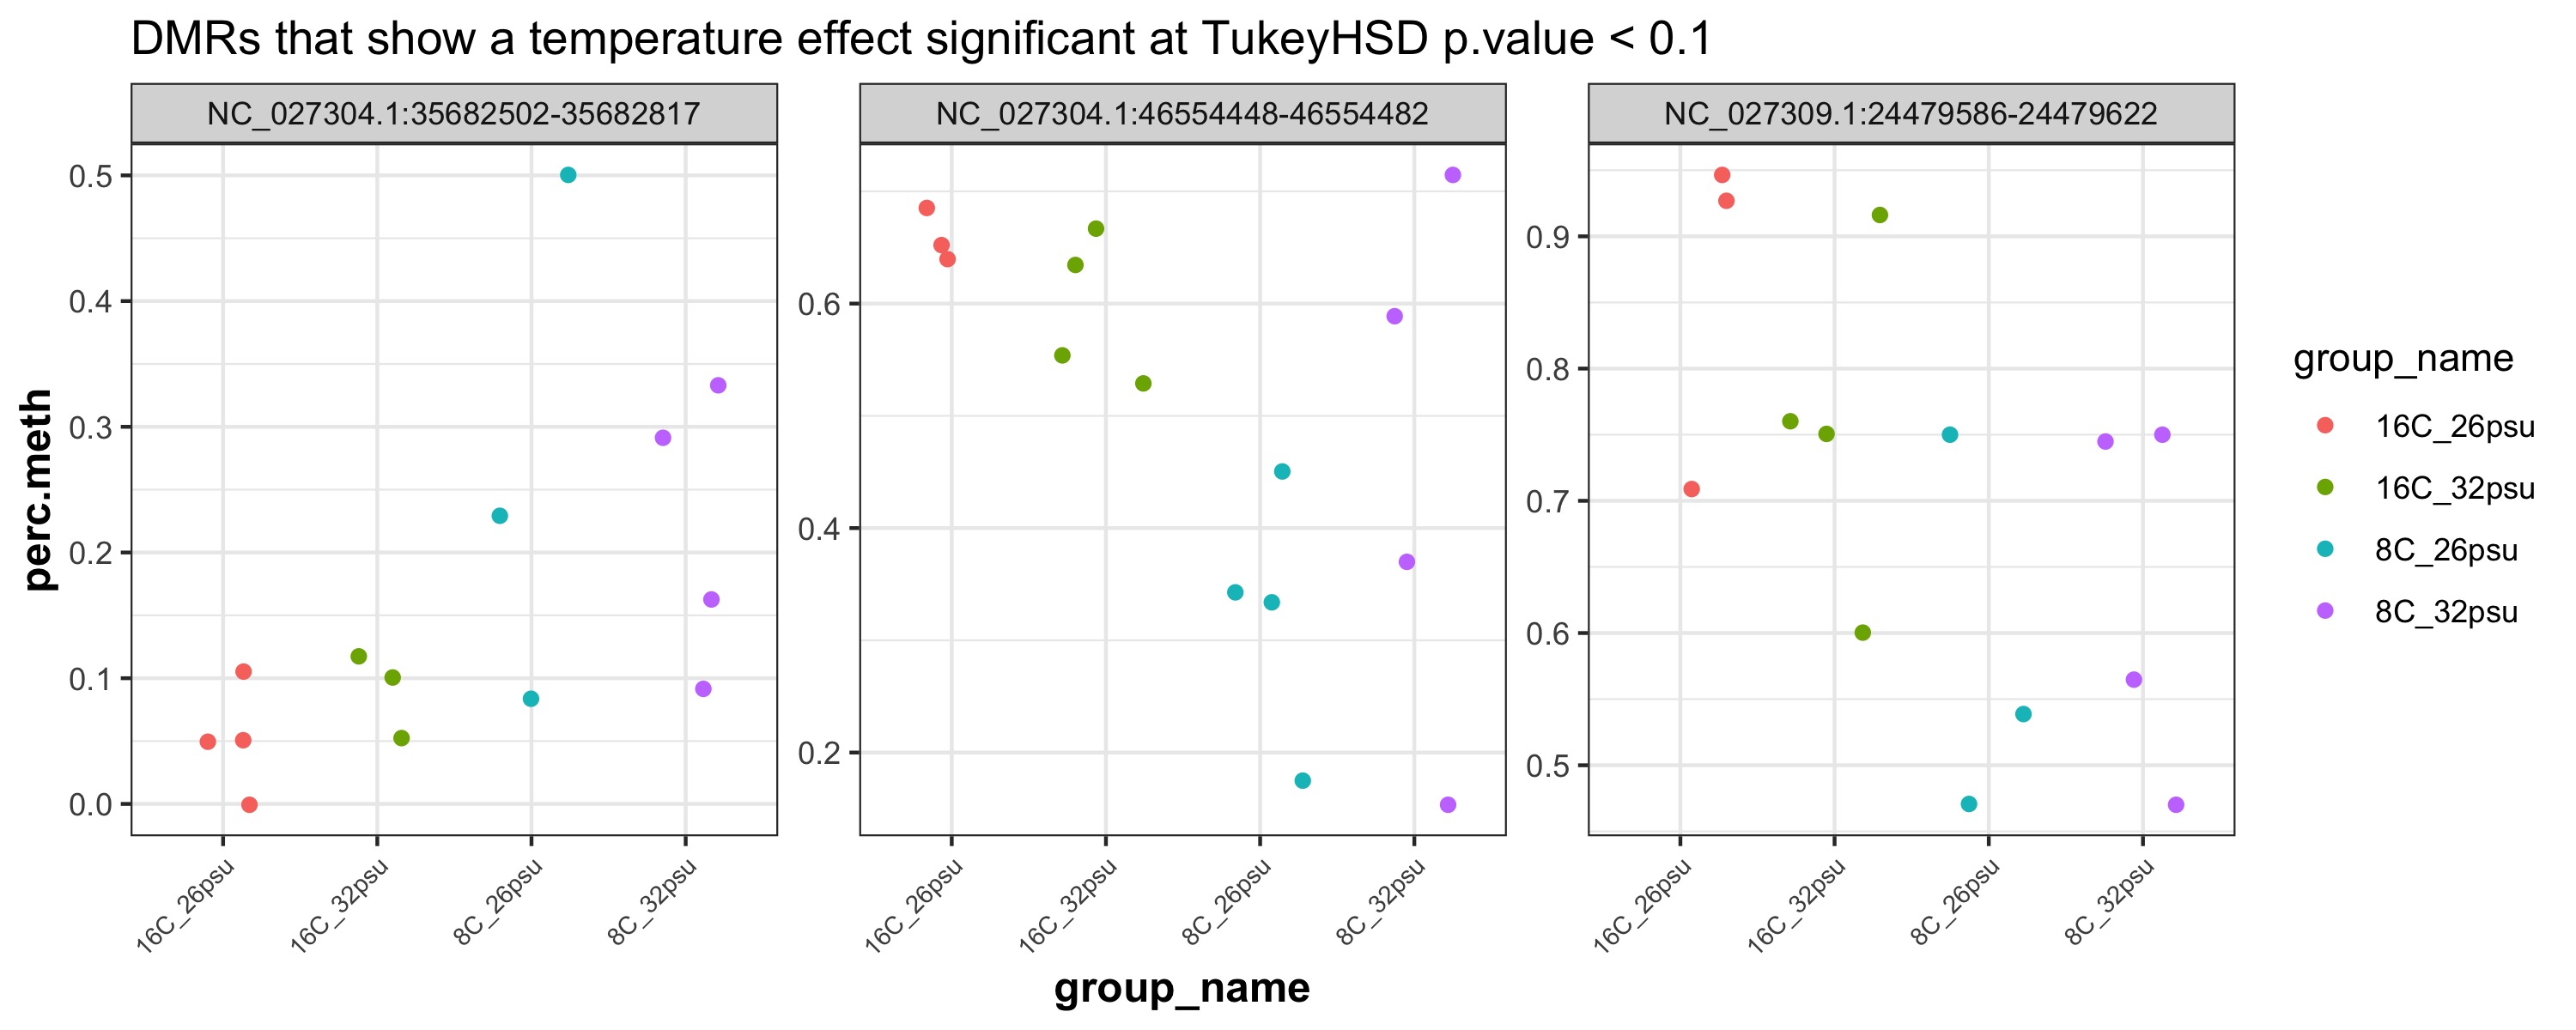 DMRs that show a temperature effect significant at TukeyHSD p.value < 0.1
NC_027304.1:35682502-35682817
NC_027304.1:46554448-46554482
NC_027309.1:24479586-24479622
perc.meth
0.5
0.4
0.3
0.2
0.1
0.0
0.6
0.4
0.2
0.9
0.8
0.7
0.6
0.5
16C_26psu
16C_32psu
8C_26psu
8C_32psu
16C_26psu
16C_32psu
8C_26psu
8C_32psu
16C_26psu
16C_32psu
8C_26psu
8C_32psu
group_name
group_name
16C_26psu
16C_32psu
8C_26psu
8C_32psu